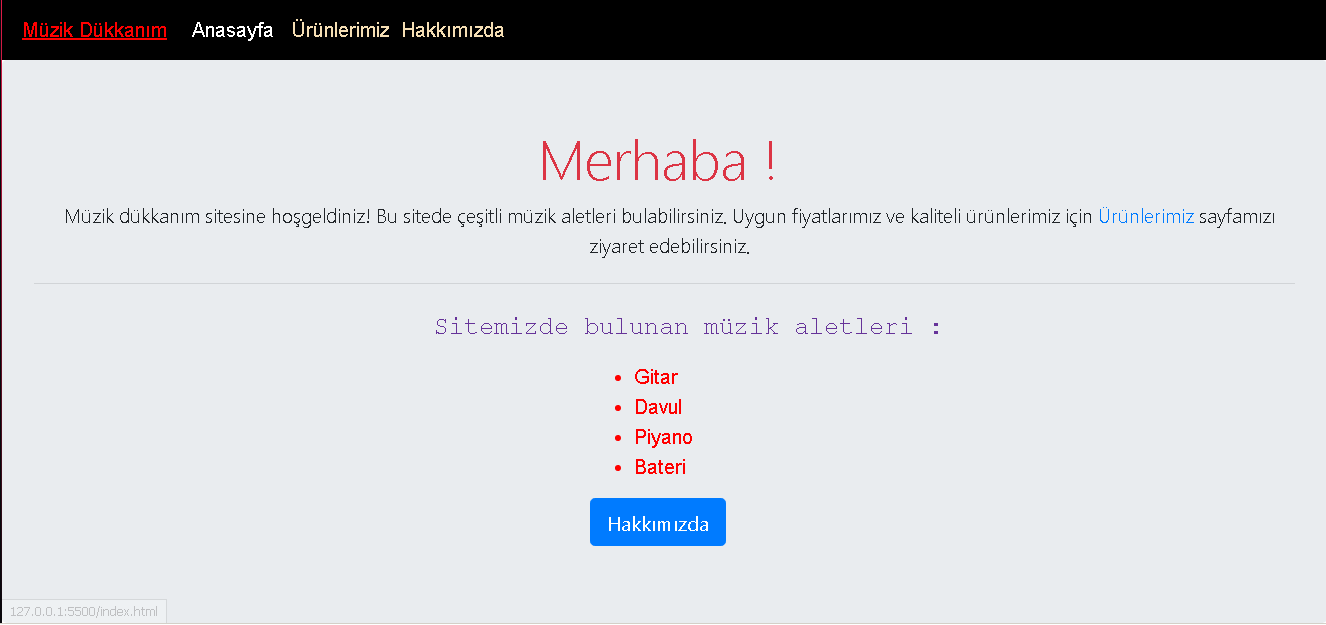 Müzik Dükkanım Anasayfa Ürünlerimiz Hakkımızda
Merhaba !
Müzik dükkanım sitesine hoşgeldiniz! Bu sitede çeşitli müzik aletleri bulabilirsiniz. Uygun fiyatlarımız ve kaliteli ürünlerimiz için Ürünlerimiz sayfamızı
ziyaret edebilirsiniz.
Sitemizde bulunan müzik aletleri :
• Gitar
• Davul
• Piyano
• Bateri
Hakkımızda
127.0.0.1:5500/index.html